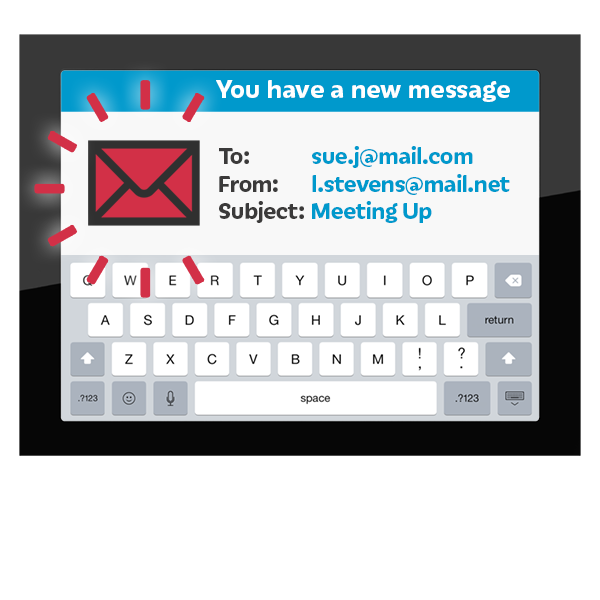 You have a new message
To: sue.j@mail.com
From: l.stevens@mail.net
Subject: Meeting Up
Q W E R T Y U I O P
A S D F G H J K L return
Z X C V B N M ! , ? .
.?123 space .?123